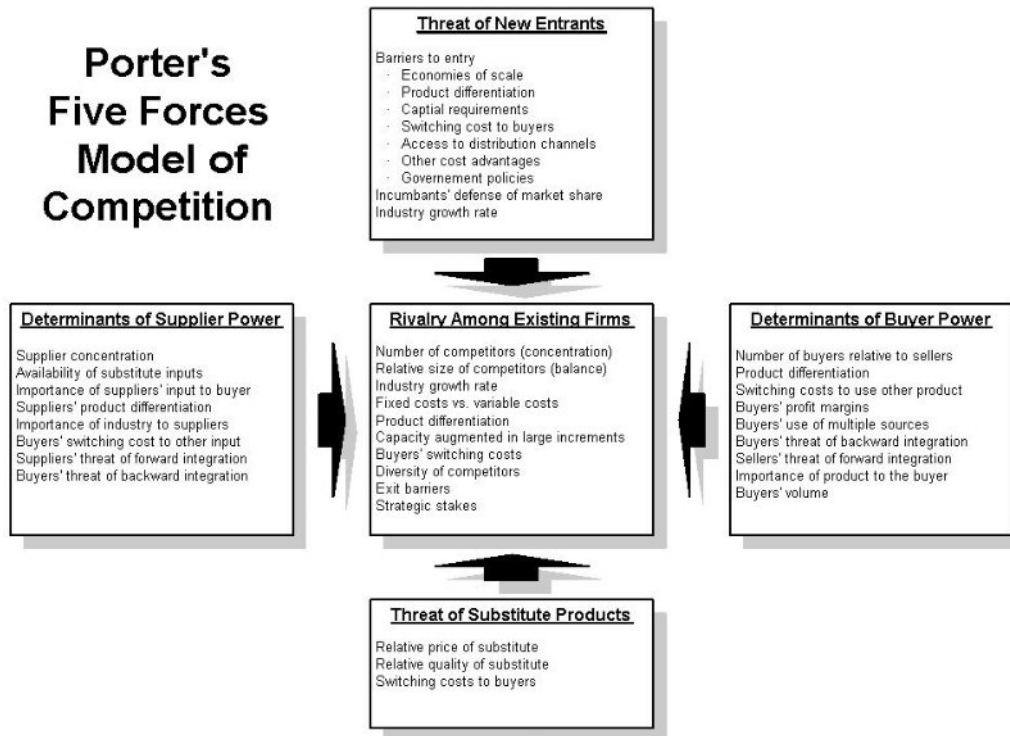 Porter's
Five Forces
Model of
Competition
Threat of New Entrants
Barriers to entry
· Economies of scale
· Product differentiation
· Captial requirements
· Switching cost to buyers
· Access to distribution channels
· Other cost advantages
· Governement policies
Incumbants' defense of market share
Industry growth rate
Determinants of Supplier Power
Supplier concentration
Availability of substitute inputs
Importance of suppliers' input to buyer
Suppliers' product differentiation
Importance of industry to suppliers
Buyers' switching cost to other input
Suppliers' threat of forward integration
Buyers' threat of backward integration
Rivalry Among Existing Firms
Number of competitors (concentration)
Relative size of competitors (balance)
Industry growth rate
Fixed costs vs. variable costs
Product differentiation
Capacity augmented in large increments
Buyers' switching costs
Diversity of competitors
Exit barriers
Strategic stakes
Determinants of Buyer Power
Number of buyers relative to sellers
Product differentiation
Switching costs to use other product
Buyers' profit margins
Buyers' use of multiple sources
Buyers' threat of backward integration
Sellers' threat of forward integration
Importance of product to the buyer
Buyers' volume
Threat of Substitute Products
Relative price of substitute
Relative quality of substitute
Switching costs to buyers